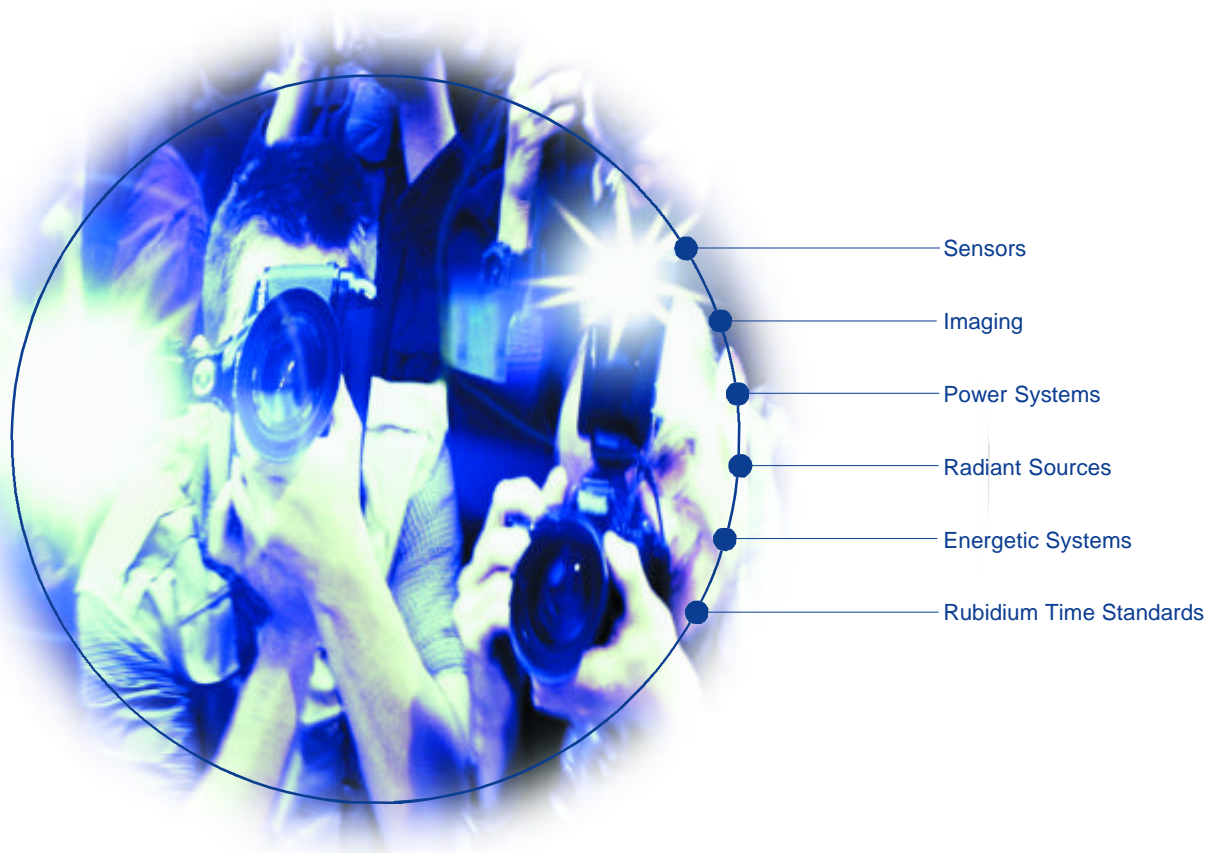 Sensors
Imaging
Power Systems
Radiant Sources
Energetic Systems
Rubidium Time Standards